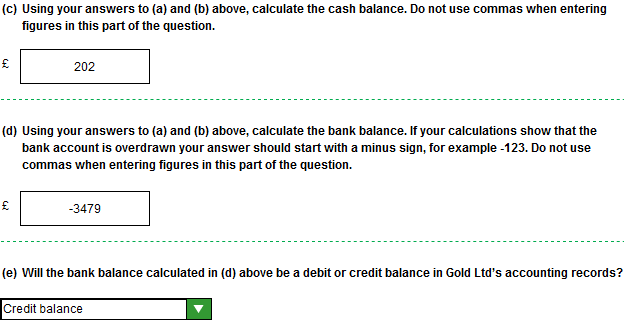 (c) Using your answers to (a) and (b) above, calculate the cash balance. Do not use commas when entering
figures in this part of the question.
£ 202
(d) Using your answers to (a) and (b) above, calculate the bank balance. If your calculations show that the
bank account is overdrawn your answer should start with a minus sign, for example -123. Do not use
commas when entering figures in this part of the question.
£ -3479
(e) Will the bank balance calculated in (d) above be a debit or credit balance in Gold Ltd's accounting records?
Credit balance